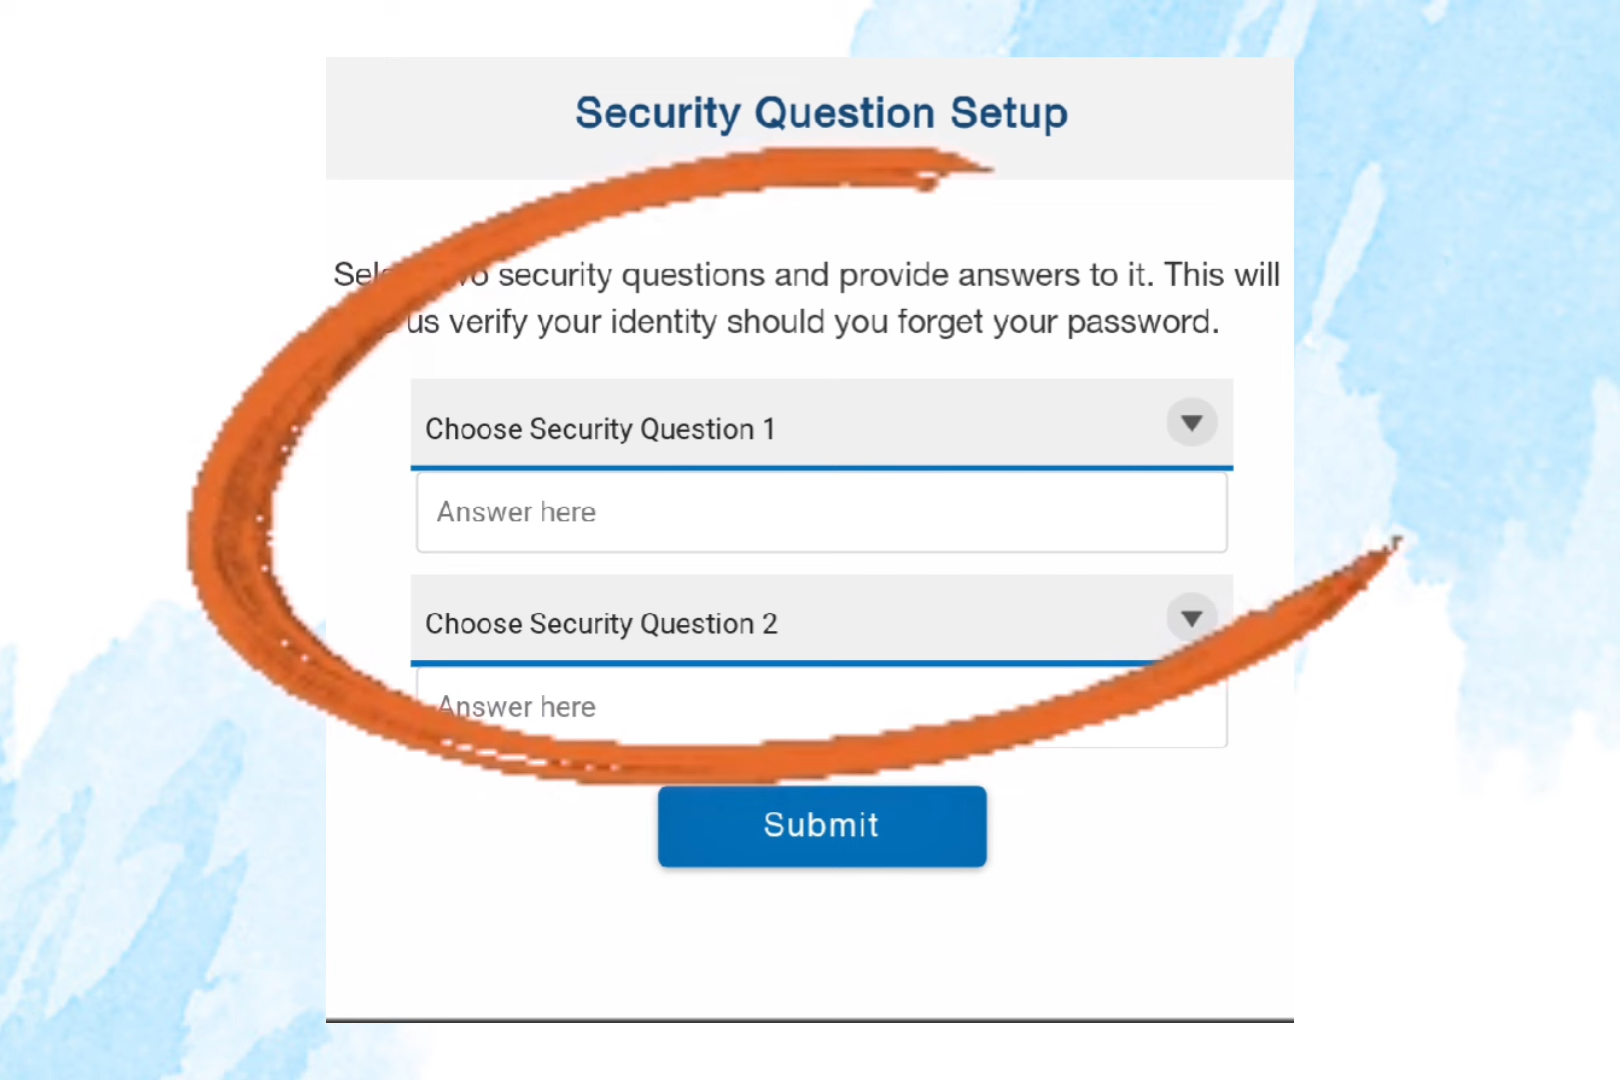 Security Question Setup
security questions and provide answers to it. This will
us verify your identity should you forget your password.
Choose Security Question 1
Answer here
Choose Security Question 2
Answer here
Submit